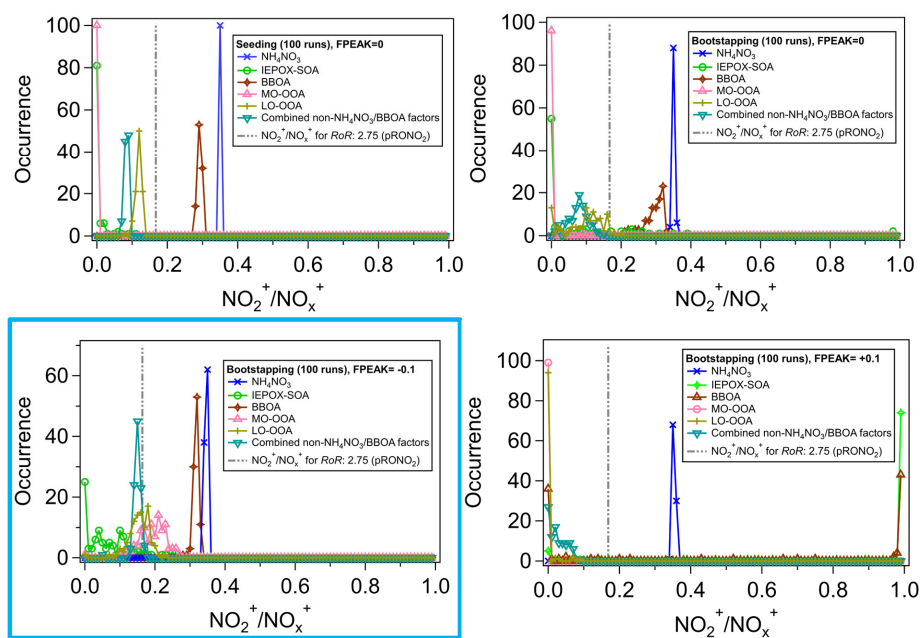 Occurrence
100
80
60
40
20
0
0.0
0.2
0.4
0.6
0.8
1.0
NO2+/NOx+
Seeding (100 runs), FPEAK=0
NH4NO3
IEPOX-SOA
BBOA
MO-OOA
LO-OOA
Combined non-NH4NO3/BBOA factors
NO2+/NOx+ for RoR: 2.75 (pRONO2)
Occurrence
100
80
60
40
20
0
0.0
0.2
0.4
0.6
0.8
1.0
NO2+/NOx+
Bootstapping (100 runs), FPEAK=0
NH4NO3
IEPOX-SOA
BBOA
MO-OOA
LO-OOA
Combined non-NH4NO3/BBOA factors
NO2+/NOx+ for RoR: 2.75 (pRONO2)
Occurrence
60
40
20
0
0.0
0.2
0.4
0.6
0.8
1.0
NO2+/NOx+
Bootstapping (100 runs), FPEAK= -0.1
NH4NO3
IEPOX-SOA
BBOA
MO-OOA
LO-OOA
Combined non-NH4NO3/BBOA factors
NO2+/NOx+ for RoR: 2.75 (pRONO2)
Occurrence
100
80
60
40
20
0
0.0
0.2
0.4
0.6
0.8
1.0
NO2+/NOx+
Bootstapping (100 runs), FPEAK= +0.1
NH4NO3
IEPOX-SOA
BBOA
MO-OOA
LO-OOA
Combined non-NH4NO3/BBOA factors
NO2+/NOx+ for RoR: 2.75 (pRONO2)